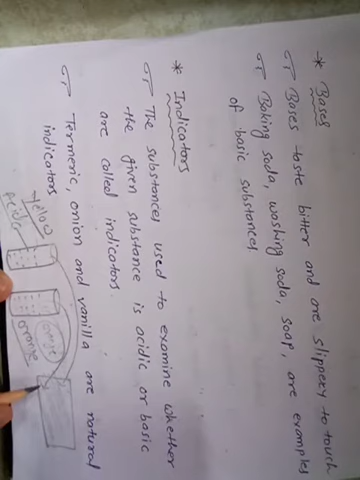 * Bases
→ Bases taste bitter and are slippery to touch
→ Baking soda, washing soda, soap, are examples
of basic substances
* Indicators
→ The substances used to examine whether
the given substance is acidic or basic
are called indicators
→ Termeric, onion and vanilla are natural
indicators
yellow
acidic
orange